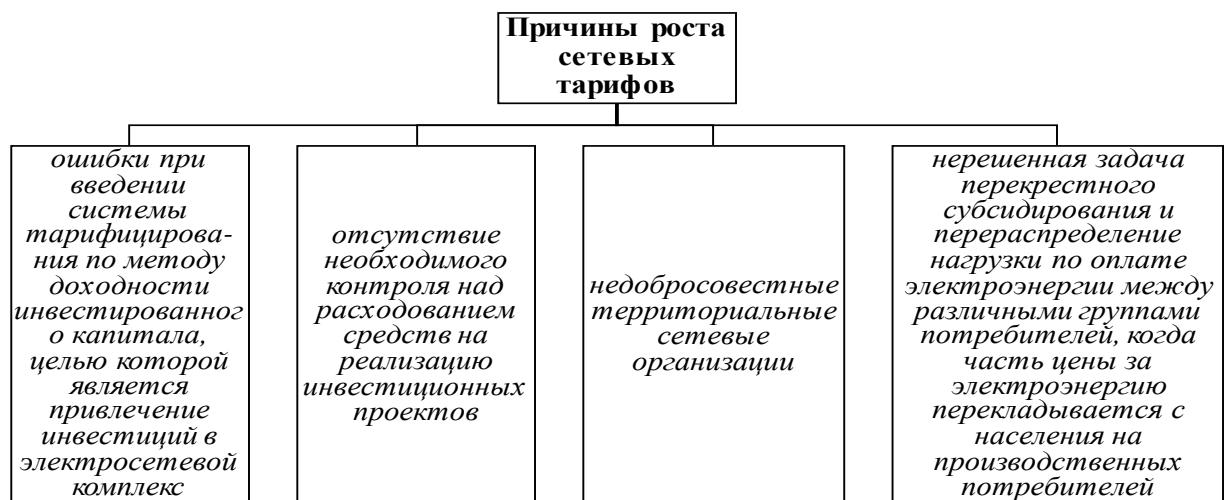 Причины роста
сетевых
тарифов
ошибки при
введении
системы
тарифицирова-
ния по методу
доходности
инвестированног
о капитала,
целью которой
является
привлечение
инвестиций в
электросетевой
комплекс
отсутствие
необходимого
контроля над
расходованием
средств на
реализацию
инвестиционных
проектов
недобросовестные
территориальные
сетевые
организации
нерешенная задача
перекрестного
субсидирования и
перераспределение
нагрузки по оплате
электроэнергии между
различными группами
потребителей, когда
часть цены за
электроэнергию
перекладывается с
населения на
производственных
потребителей